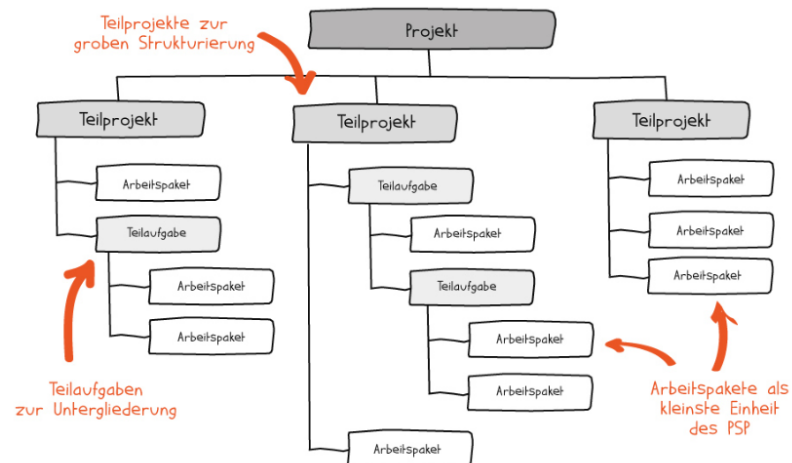 Teilprojekte zur
groben Strukturierung
Projekt
Teilprojekt
Teilprojekt
Teilprojekt
Arbeitspaket
Teilaufgabe
Arbeitspaket
Arbeitspaket
Teilaufgaben
zur Untergliederung
Teilaufgabe
Arbeitspaket
Teilaufgabe
Arbeitspaket
Arbeitspaket
Arbeitspaket
Arbeitspaket
Arbeitspaket
Arbeitspaket
Arbeitspakete als
kleinste Einheit
des PSP